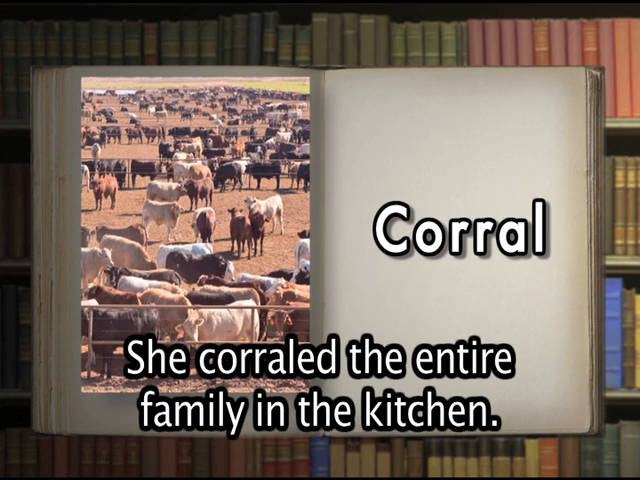 Corral
She corraled the entire
family in the kitchen.